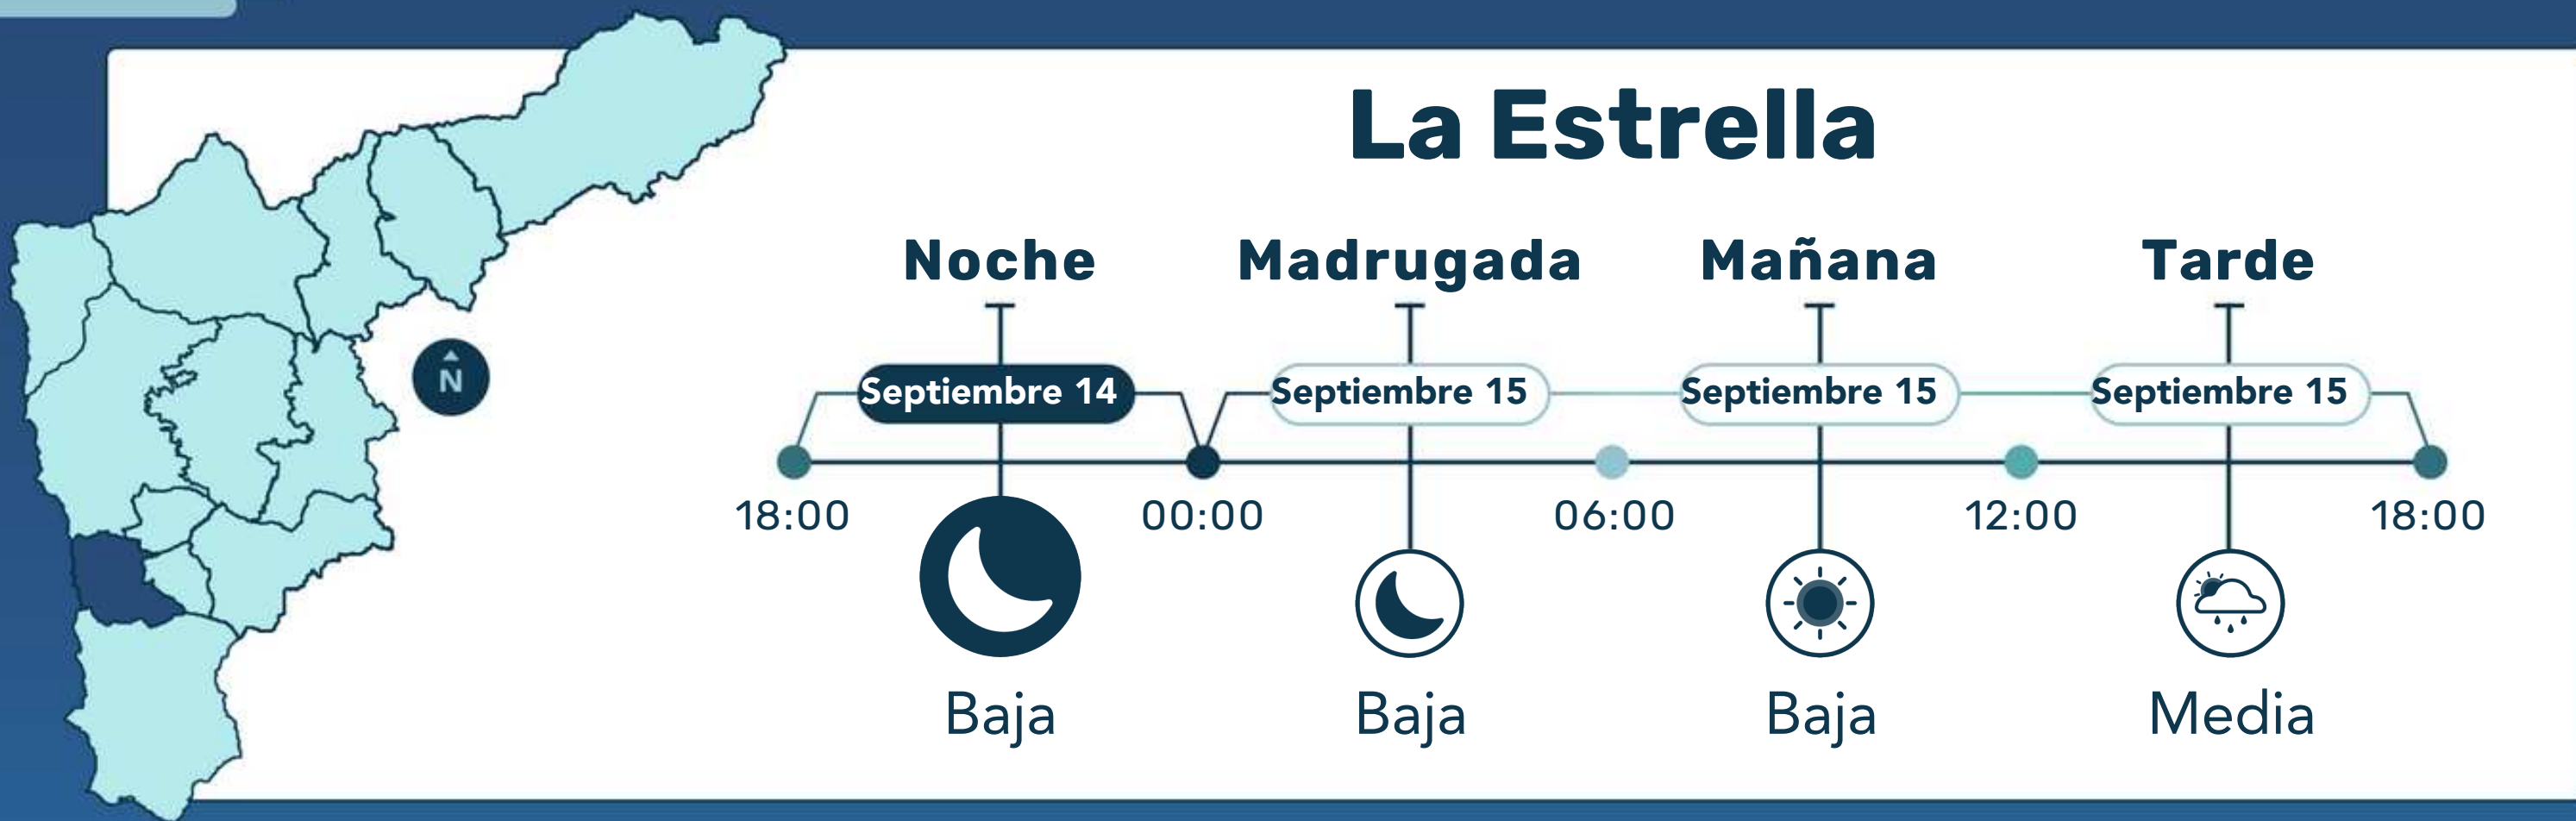 La Estrella
Noche Madrugada Mañana Tarde
N
Septiembre 14 Septiembre 15 Septiembre 15 Septiembre 15
18:00 00:00 06:00 12:00 18:00
Baja Baja Baja Media